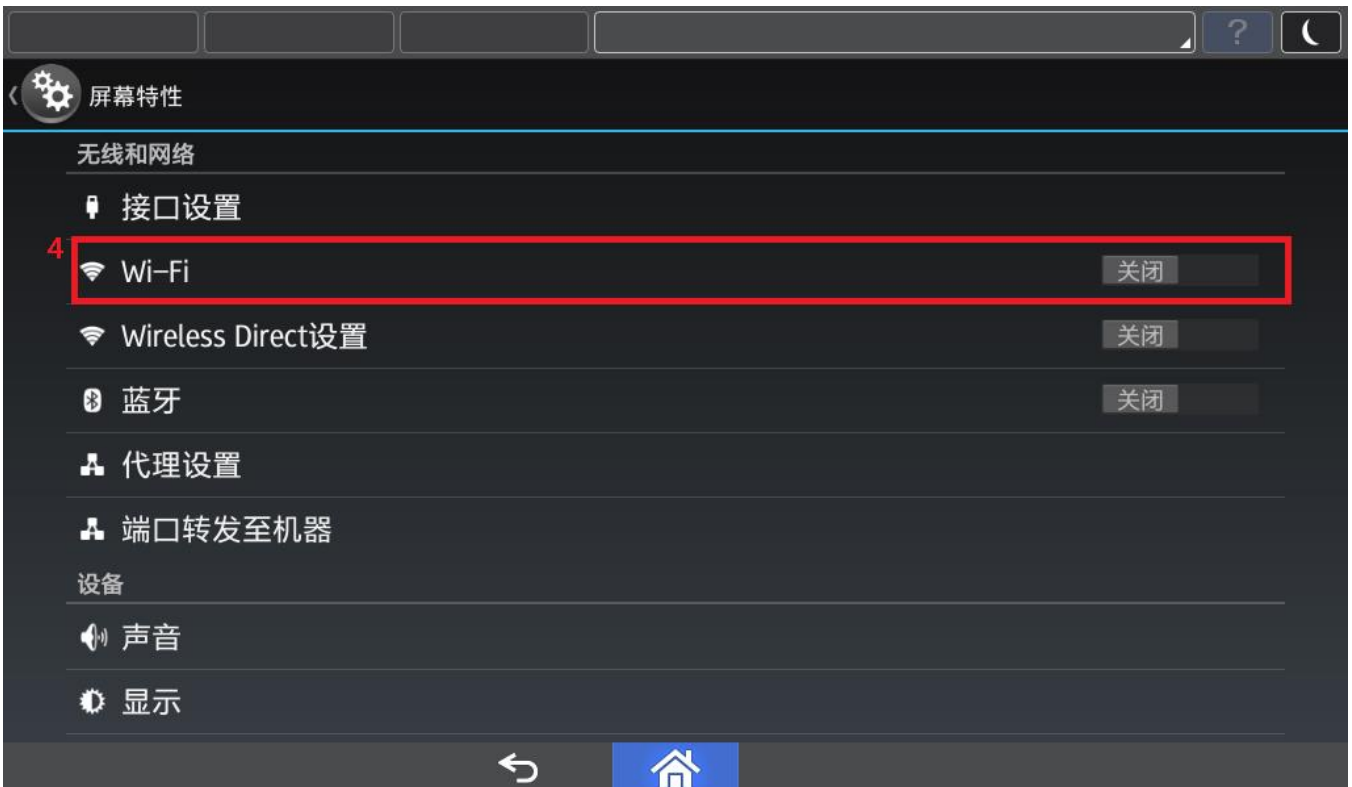 ?
屏幕特性
无线和网络
接口设置
4
Wi-Fi 关闭
Wireless Direct设置 关闭
蓝牙 关闭
代理设置
端口转发至机器
设备
声音
显示